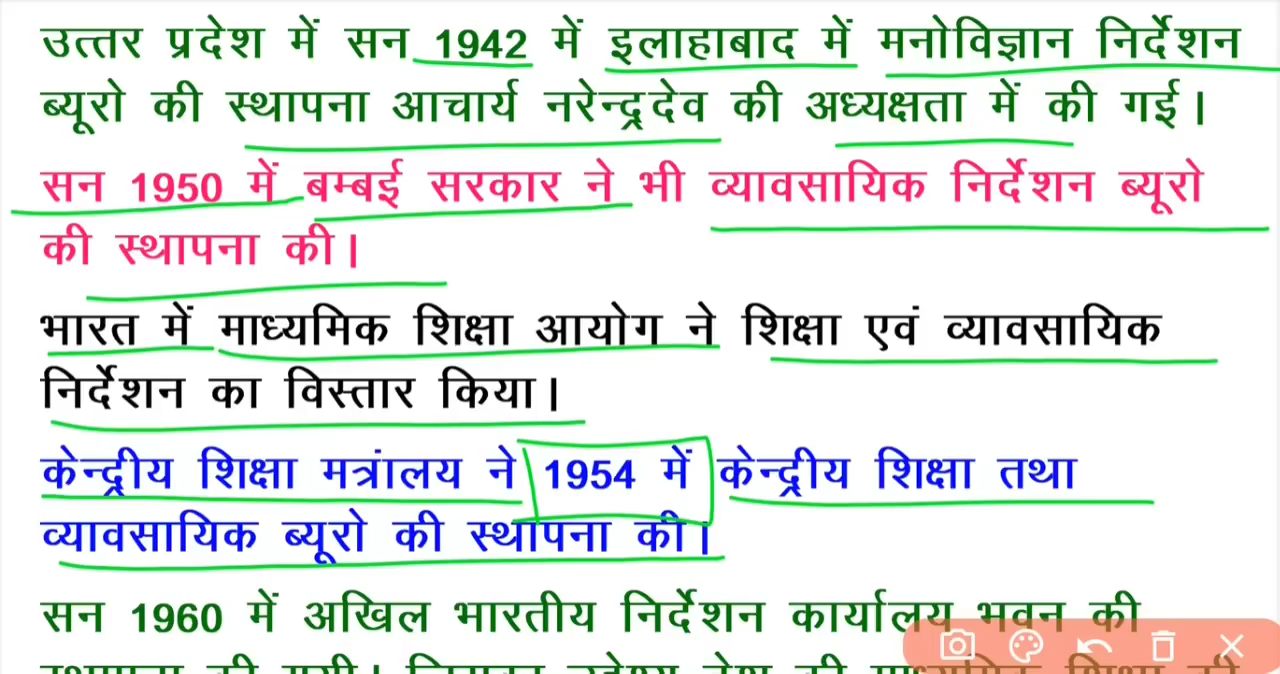 उत्तर प्रदेश में सन 1942 में इलाहाबाद में मनोविज्ञान निर्देशन
ब्यूरो की स्थापना आचार्य नरेन्द्रदेव की अध्यक्षता में की गई।
सन 1950 में बम्बई सरकार ने भी व्यावसायिक निर्देशन ब्यूरो
की स्थापना की।
भारत में माध्यमिक शिक्षा आयोग ने शिक्षा एवं व्यावसायिक
निर्देशन का विस्तार किया।
केन्द्रीय शिक्षा मत्रांलय ने 1954 में केन्द्रीय शिक्षा तथा
व्यावसायिक ब्यूरो की स्थापना की।
सन 1960 में अखिल भारतीय निर्देशन कार्यालय भवन की